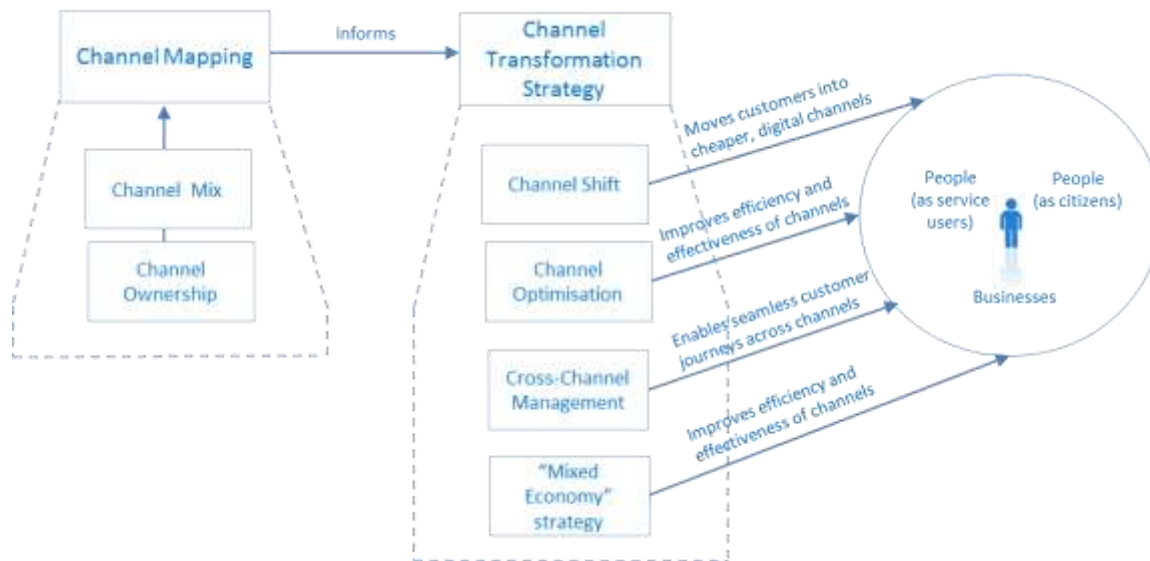 Channel Mapping
Informs
Channel
Transformation
Strategy
Channel Mix
Channel
Ownership
Channel Shift
Channel
Optimisation
Cross-Channel
Management
“Mixed
Economy”
strategy
Moves customers into
cheaper, digital channels
Improves efficiency and
effectiveness of channels
Enables seamless customer
journeys across channels
Improves efficiency and
effectiveness of channels
People
(as service
users)
People
(as citizens)
Businesses